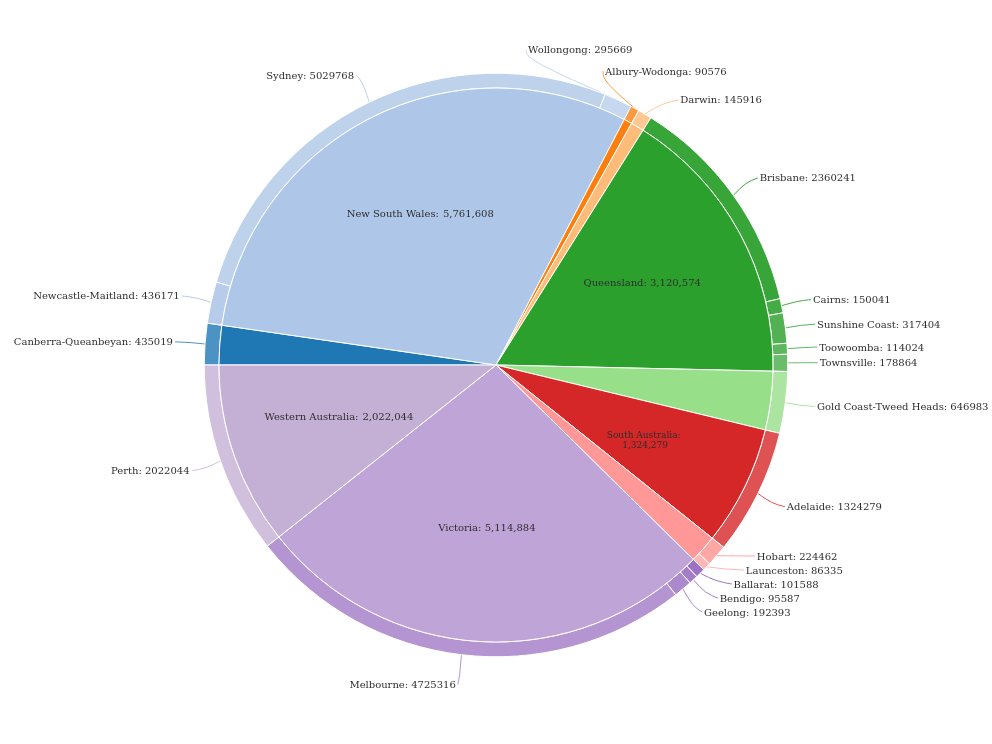 Wollongong: 295669
Albury-Wodonga: 90576
Sydney: 5029768
Darwin: 145916
Brisbane: 2360241
New South Wales: 5,761,608
Queensland: 3,120,574
Newcastle-Maitland: 436171
Cairns: 150041
Sunshine Coast: 317404
Canberra-Queanbeyan: 435019
Toowoomba: 114024
Townsville: 178864
Gold Coast-Tweed Heads: 646983
Western Australia: 2,022,044
South Australia:
1,324,279
Perth: 2022044
Adelaide: 1324279
Victoria: 5,114,884
Hobart: 224462
Launceston: 86335
Ballarat: 101588
Bendigo: 95587
Geelong: 192393
Melbourne: 4725316